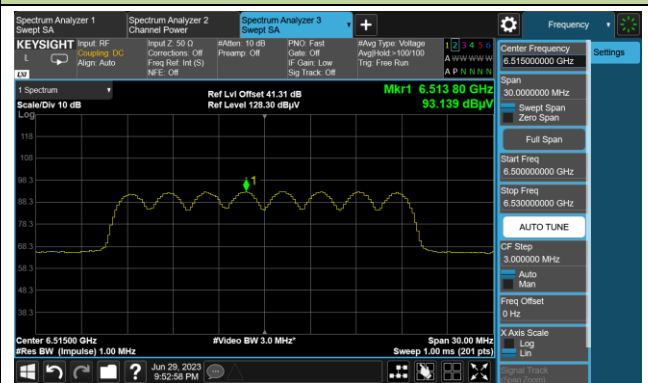 Spectrum Analyzer 1
Swept SA
Spectrum Analyzer 2
Channel Power
Spectrum Analyzer 3
Swept SA
+
Frequency
KEYSIGHT
L
Input: RF
Coupling: DC
Align: Auto
Input Z: 50 Ω
Corrections: Off
Freq Ref: Int (S)
NFE: Off
#Atten: 10 dB
Preamp: Off
PNO: Fast
Gate: Off
IF Gain: Low
Sig Track: Off
#Avg Type: Voltage
Avg|Hold:>100/100
Trig: Free Run
1 2 3 4 5 6
A W W W W W
A P N N N N
Center Frequency
6.515000000 GHz
Settings
Span
30.0000000 MHz
Swept Span
Zero Span
Full Span
Start Freq
6.500000000 GHz
Stop Freq
6.530000000 GHz
AUTO TUNE
CF Step
3.000000 MHz
Auto
Man
Freq Offset
0 Hz
X Axis Scale
Log
Lin
Signal Track
(Span Zoom)
1 Spectrum
Scale/Div 10 dB
Log
Ref Lvl Offset 41.31 dB
Ref Level 128.30 dBµV
Mkr1 6.513 80 GHz
93.139 dBµV
118
108
98.3
88.3
78.3
68.3
58.3
48.3
38.3
1
Center 6.51500 GHz
#Res BW (Impulse) 1.00 MHz
#Video BW 3.0 MHz*
Span 30.00 MHz
Sweep 1.00 ms (201 pts)
?
Jun 29, 2023
9:52:58 PM